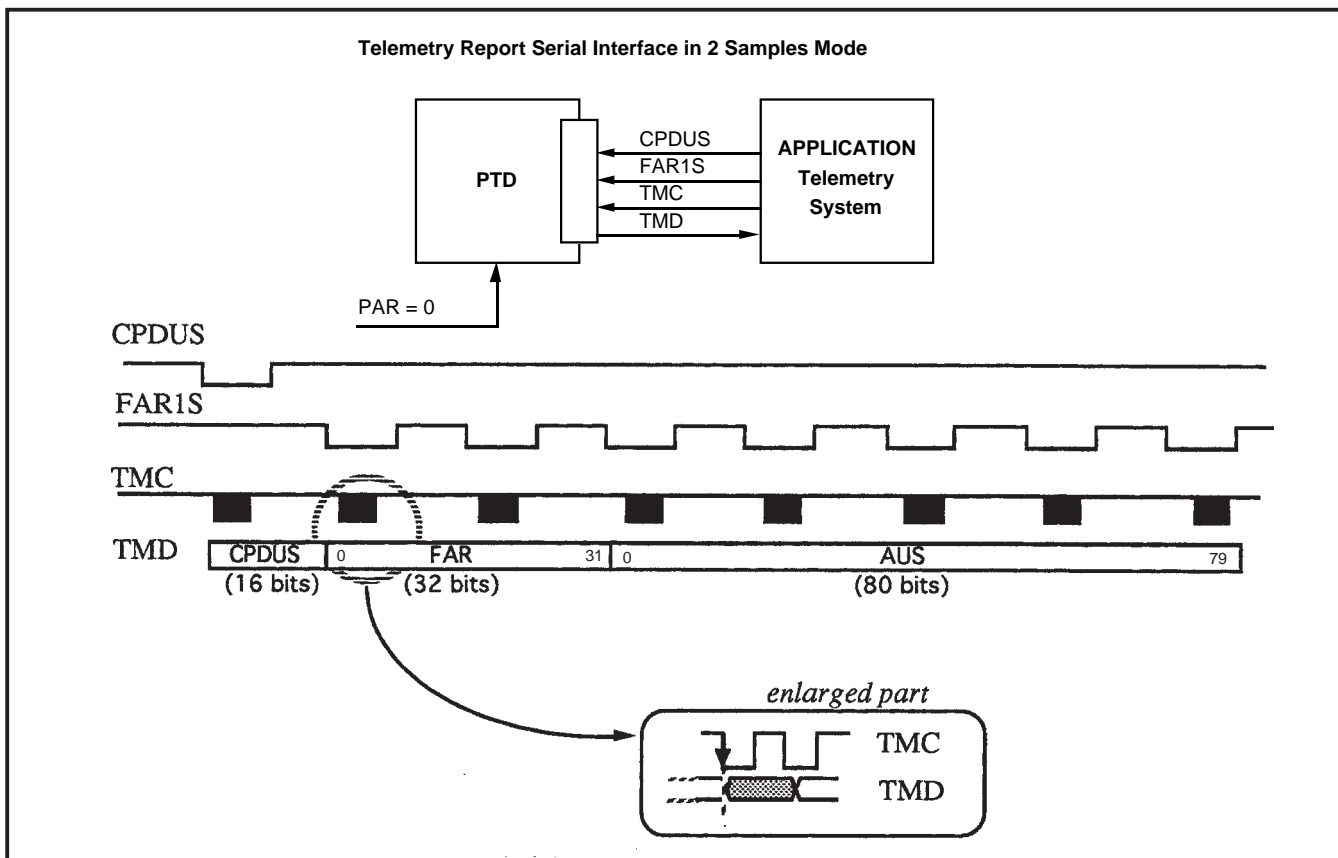 Telemetry Report Serial Interface in 2 Samples Mode
PTD
CPDUS
FAR1S
TMC
TMD
APPLICATION
Telemetry
System
PAR = 0
CPDUS
FAR1S
TMC
TMD
CPDUS
0 FAR 31
0 AUS 79
(16 bits)
(32 bits)
(80 bits)
enlarged part
TMC
TMD